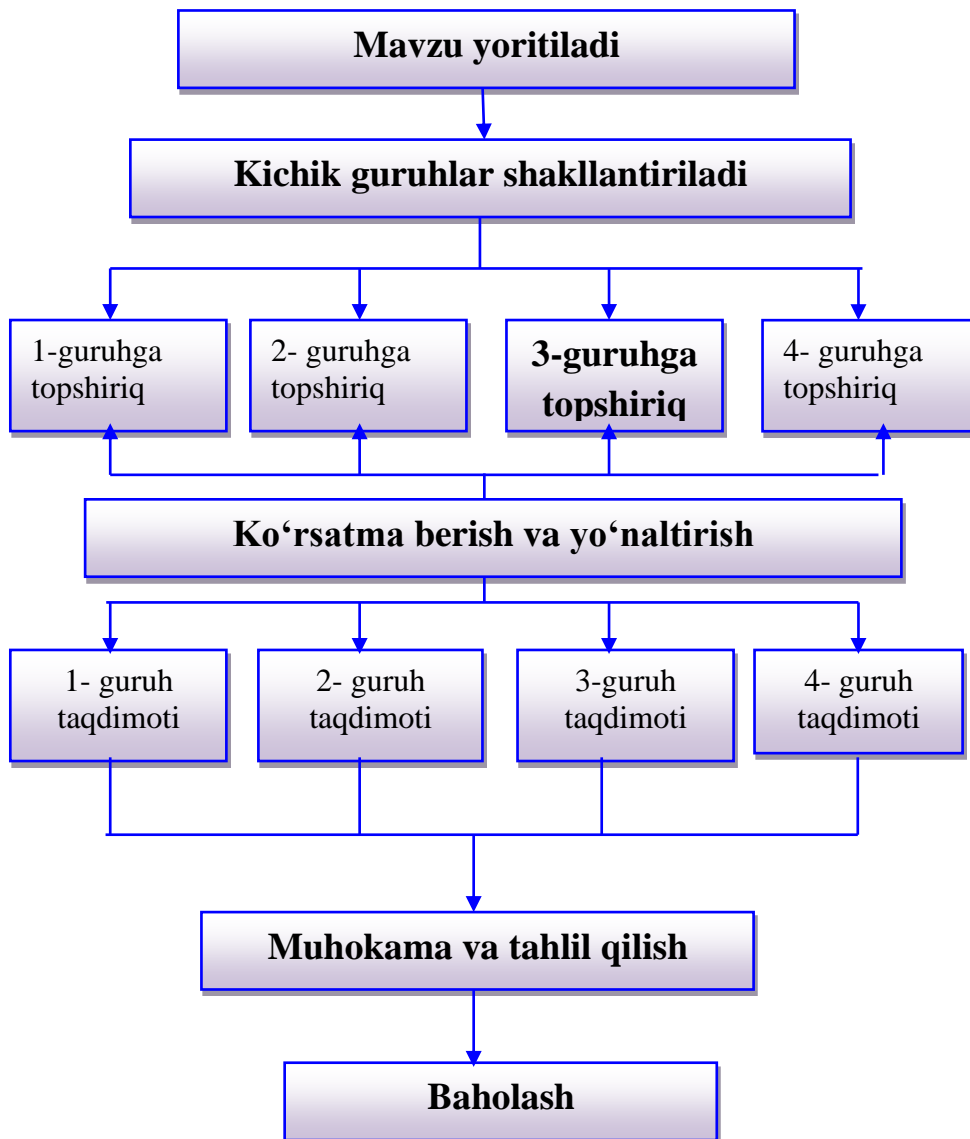 Mavzu yoritiladi
Kichik guruhlar shakllantiriladi
1-guruhga
topshiriq
2- guruhga
topshiriq
3-guruhga
topshiriq
4- guruhga
topshiriq
Ko‘rsatma berish va yo‘naltirish
1- guruh
taqdimoti
2- guruh
taqdimoti
3-guruh
taqdimoti
4- guruh
taqdimoti
Muhokama va tahlil qilish
Baholash